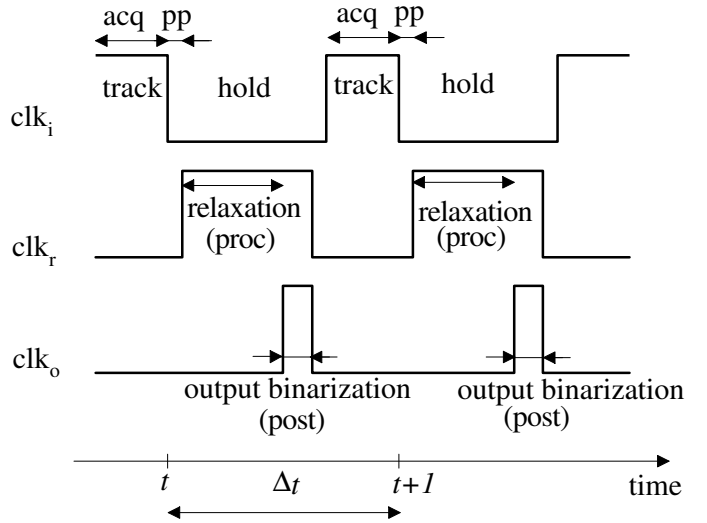 acq pp acq pp
track hold track hold
clk_i
relaxation relaxation
(proc) (proc)
clk_r
clk_o
output binarization output binarization
(post) (post)
t Δt t+1 time